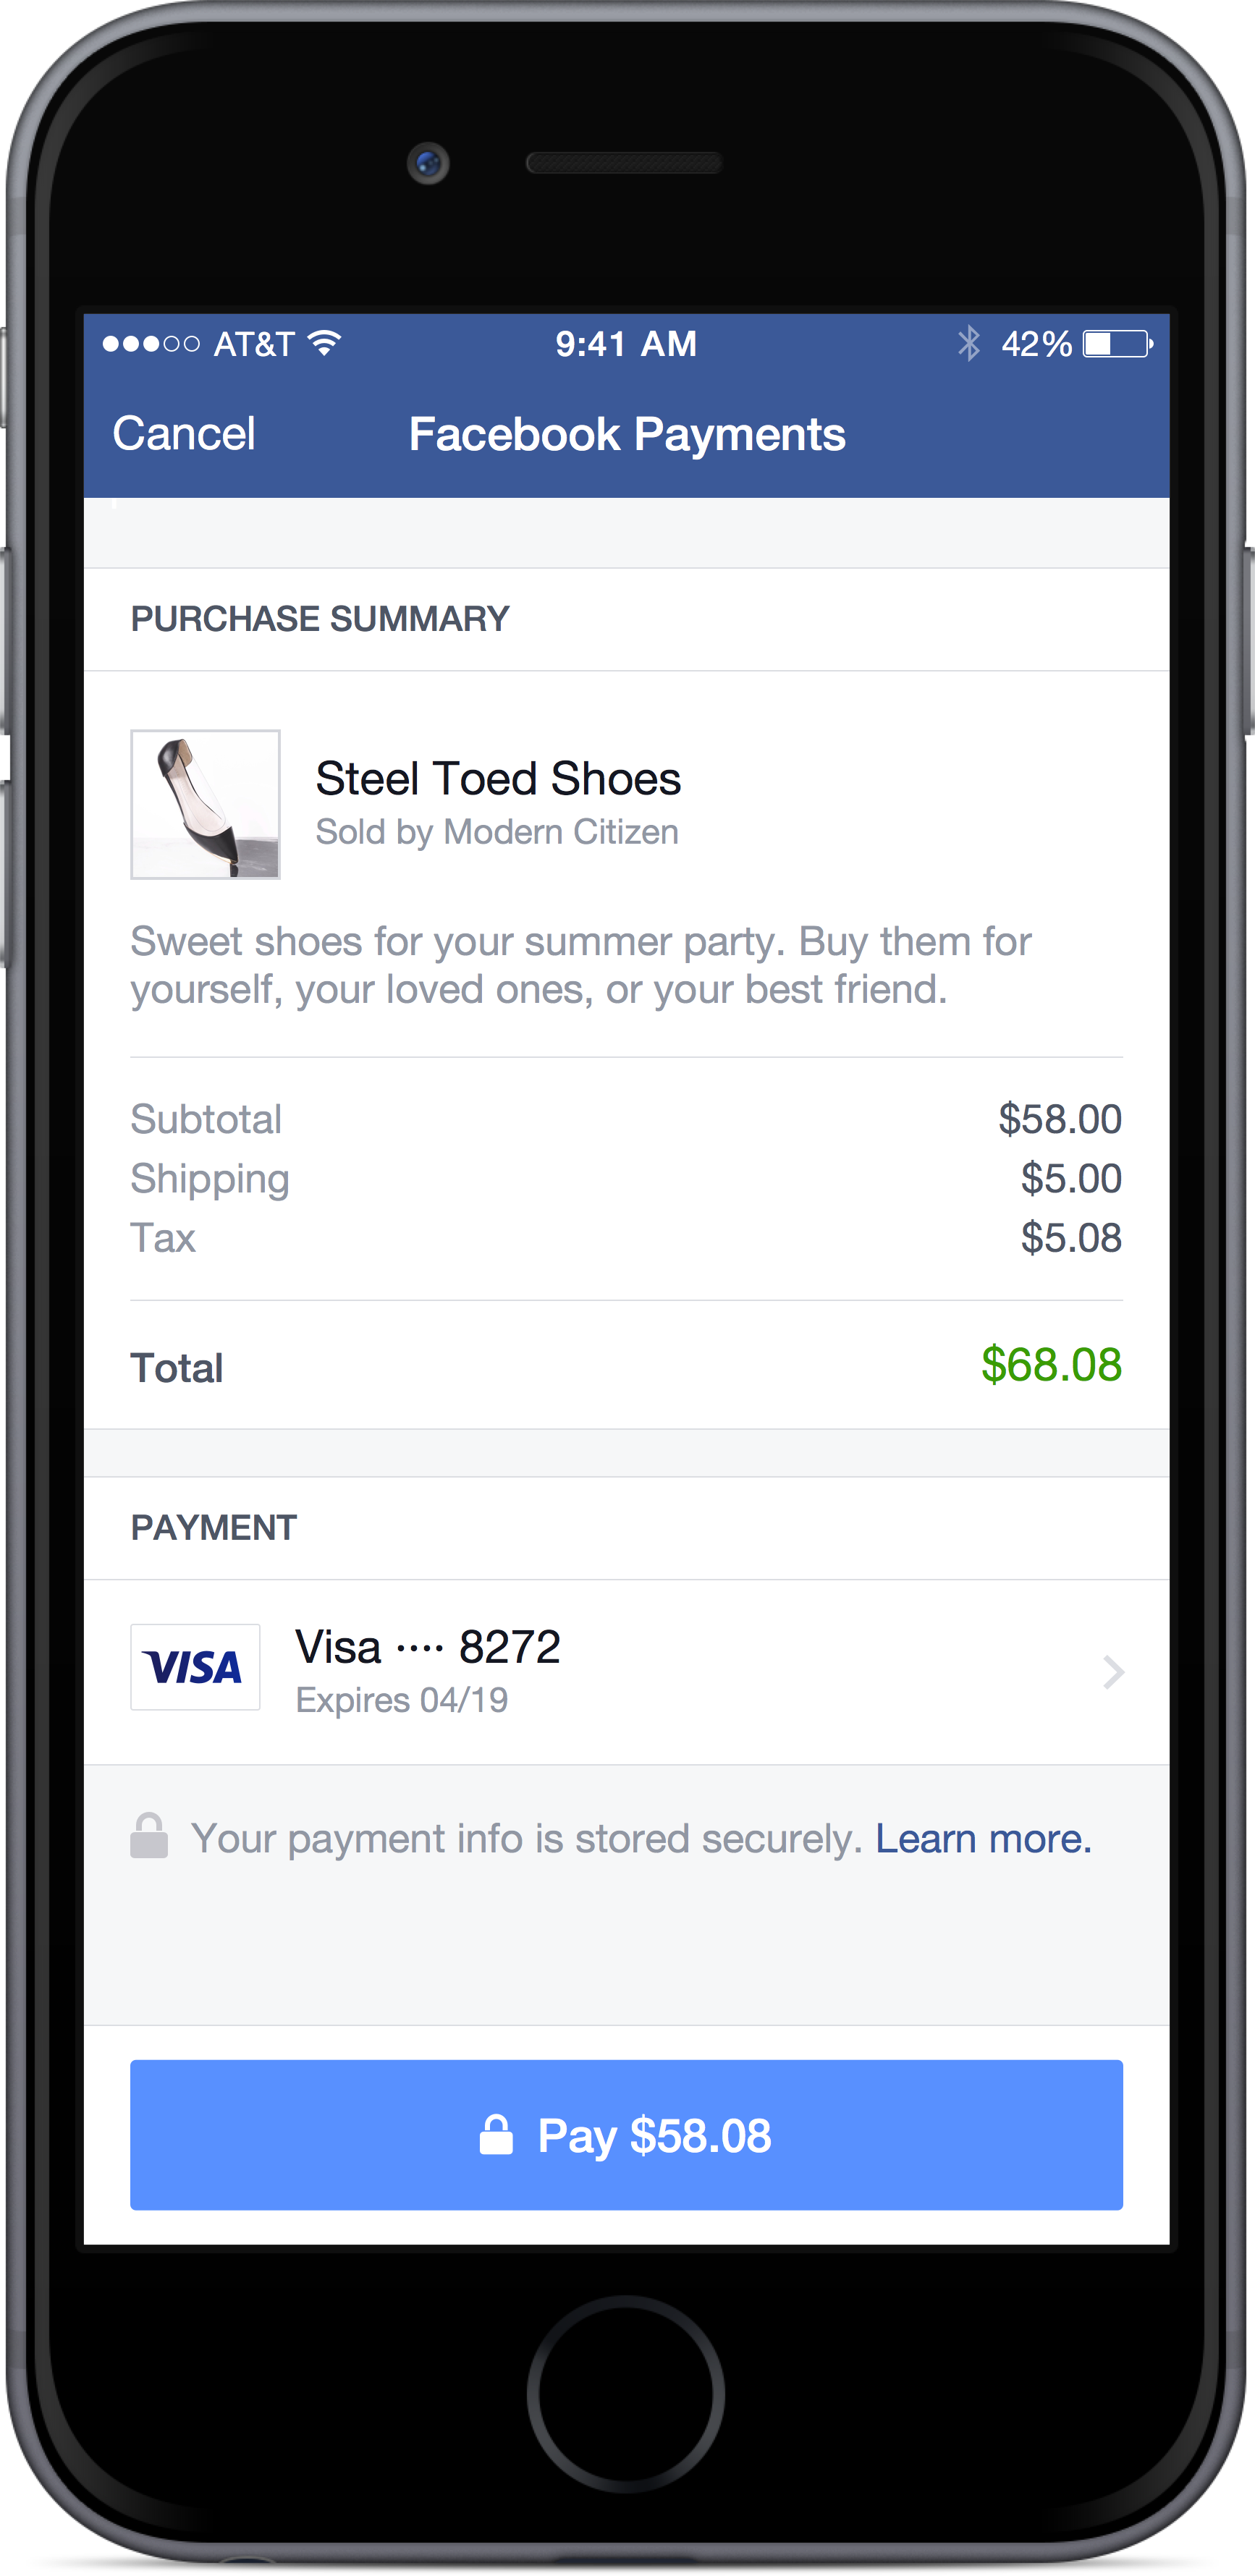 AT&T 9:41 AM 42%
Cancel Facebook Payments
PURCHASE SUMMARY
Steel Toed Shoes
Sold by Modern Citizen
Sweet shoes for your summer party. Buy them for
yourself, your loved ones, or your best friend.
Subtotal $58.00
Shipping $5.00
Tax $5.08
Total $68.08
PAYMENT
VISA
Visa ···· 8272
Expires 04/19
Your payment info is stored securely. Learn more.
Pay $58.08